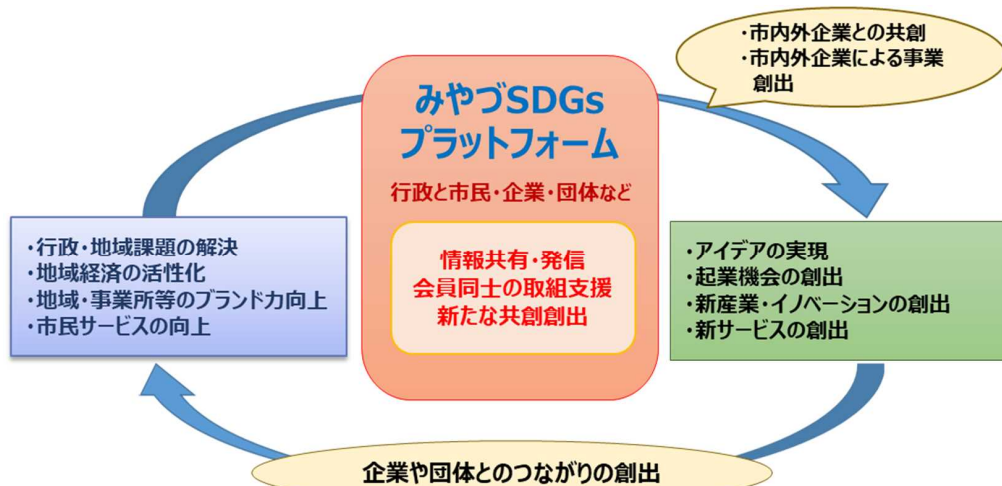 ・市内外企業との共創
・市内外企業による事業
創出
みやづSDGs
プラットフォーム
行政と市民・企業・団体など
情報共有・発信
会員同士の取組支援
新たな共創創出
・行政・地域課題の解決
・地域経済の活性化
・地域・事業所等のブランド力向上
・市民サービスの向上
・アイデアの実現
・起業機会の創出
・新産業・イノベーションの創出
・新サービスの創出
企業や団体とのつながりの創出